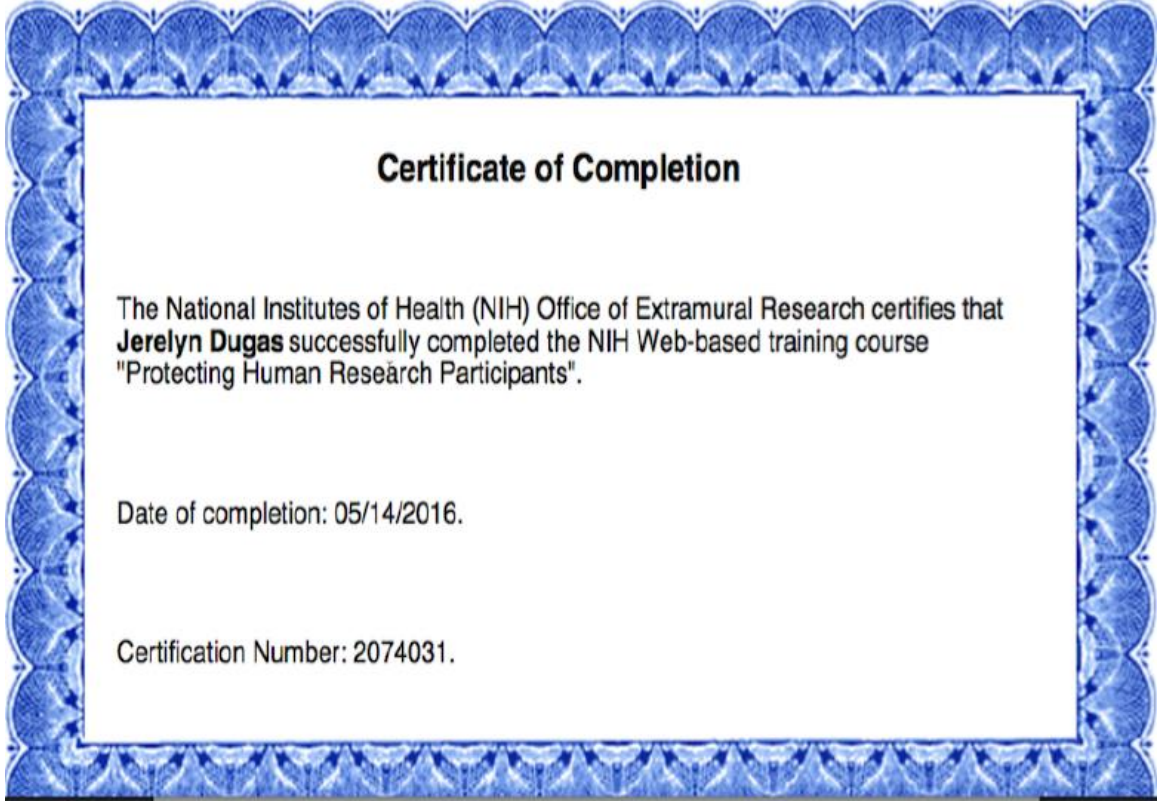 Certificate of Completion
The National Institutes of Health (NIH) Office of Extramural Research certifies that
Jerelyn Dugas successfully completed the NIH Web-based training course
"Protecting Human Research Participants".
Date of completion: 05/14/2016.
Certification Number: 2074031.